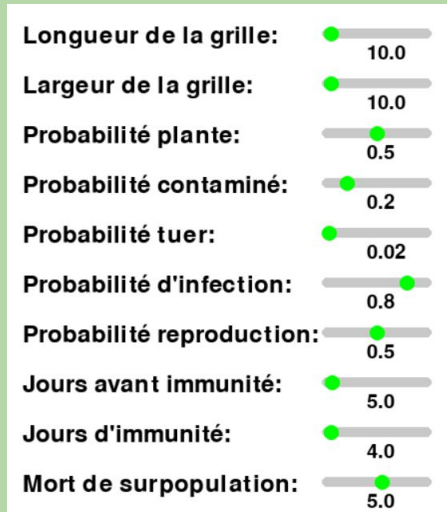 Longueur de la grille:
10.0
Largeur de la grille:
10.0
Probabilité plante:
0.5
Probabilité contaminé:
0.2
Probabilité tuer:
0.02
Probabilité d'infection:
0.8
Probabilité reproduction:
0.5
Jours avant immunité:
5.0
Jours d'immunité:
4.0
Mort de surpopulation:
5.0